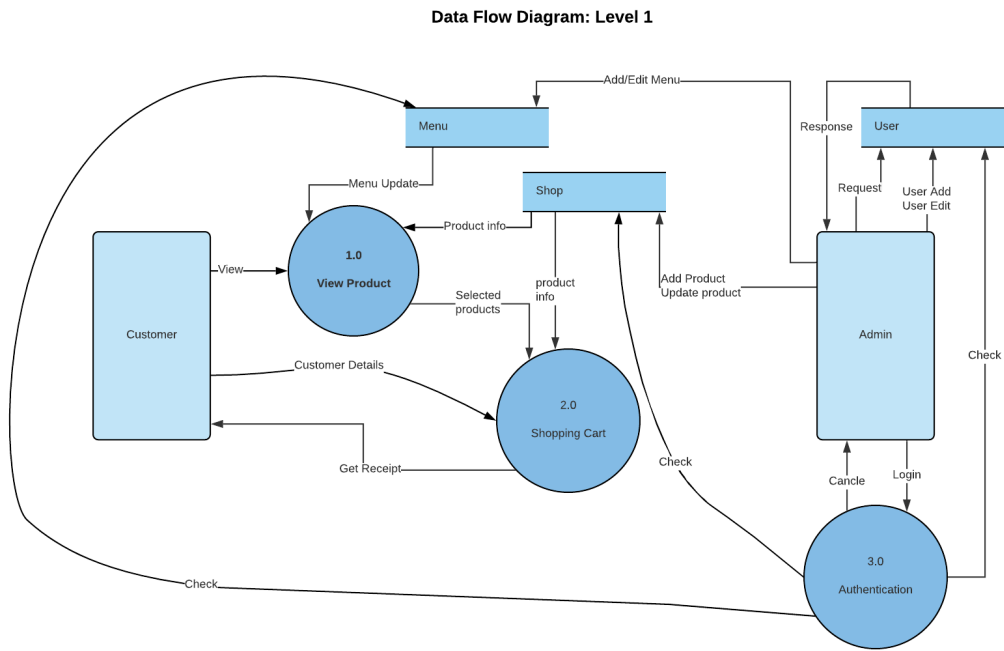 Data Flow Diagram: Level 1
Add/Edit Menu
Menu
Response
User
Menu Update
Shop
Request
User Add
User Edit
Product info
1.0
View Product
View
product
info
Add Product
Update product
Selected
products
Customer
Admin
Check
Customer Details
2.0
Shopping Cart
Get Receipt
Check
Cancle
Login
3.0
Authentication
Check